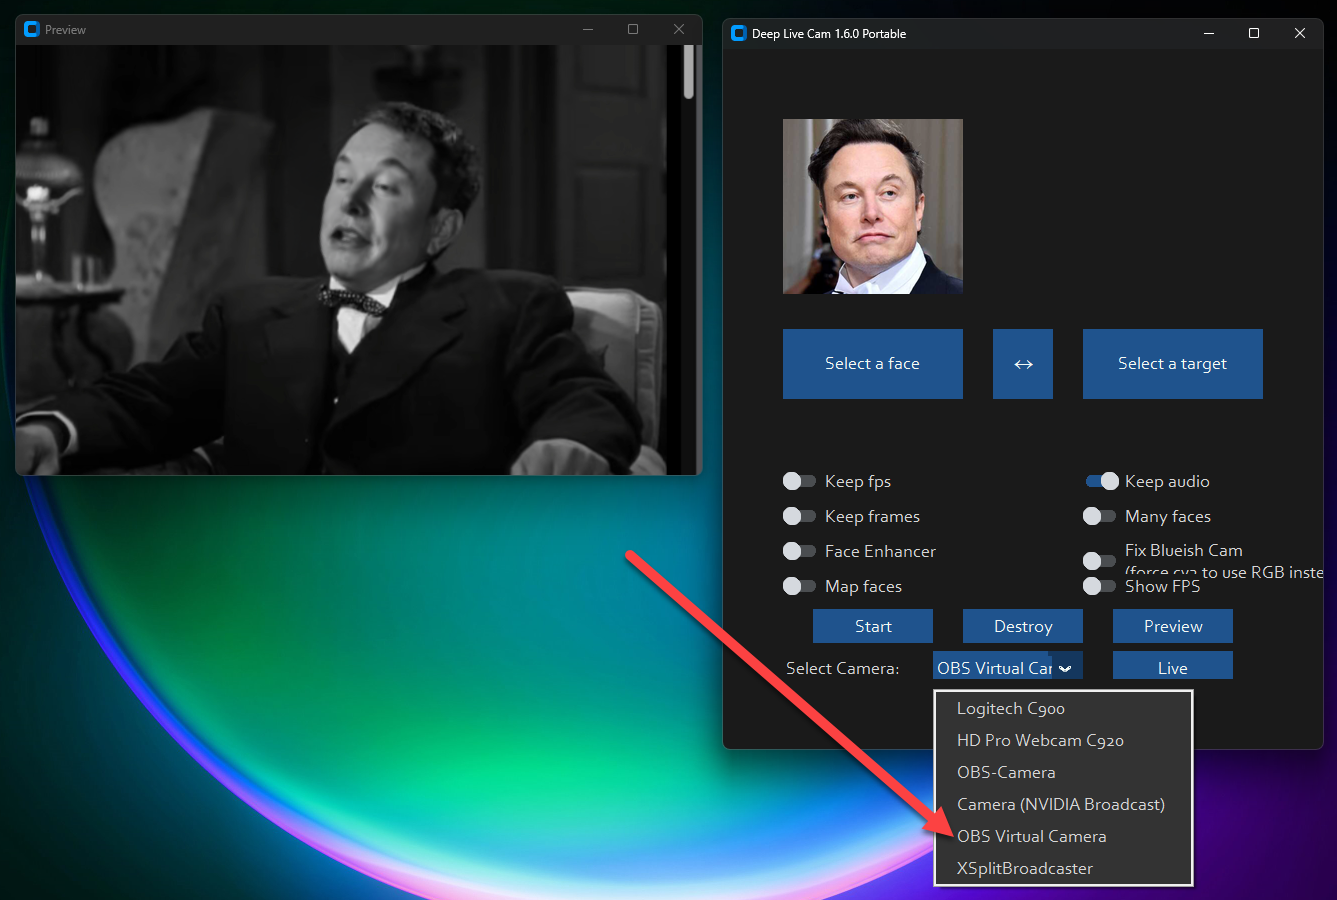 Preview
Deep Live Cam 1.6.0 Portable
Select a face
↔
Select a target
Keep fps
Keep audio
Keep frames
Many faces
Face Enhancer
Fix Blueish Cam
(force cv2 to use RGB inste
Map faces
Show FPS
Start
Destroy
Preview
Select Camera:
OBS Virtual Car
Live
Logitech C900
HD Pro Webcam C920
OBS-Camera
Camera (NVIDIA Broadcast)
OBS Virtual Camera
XSplitBroadcaster